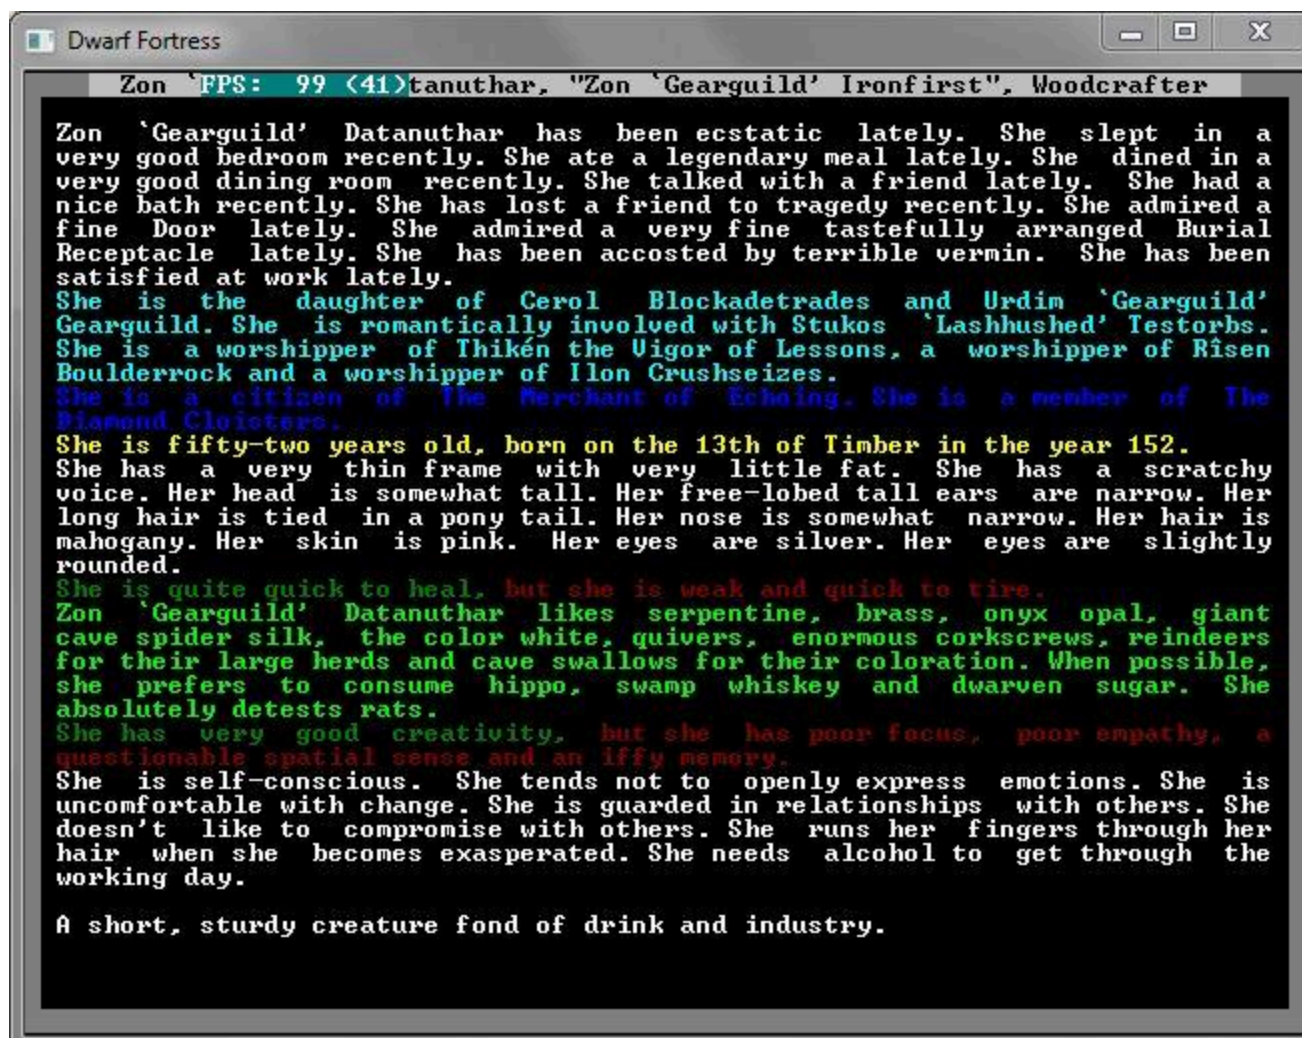 Dwarf Fortress
Zon `FPS: 99 (41)tanuthar, "Zon `Gearguild' Ironfirst", Woodcrafter
Zon `Gearguild' Datanuthar has been ecstatic lately. She slept in a
very good bedroom recently. She ate a legendary meal lately. She dined in a
very good dining room recently. She talked with a friend lately. She had a
nice bath recently. She has lost a friend to tragedy recently. She admired a
fine Door lately. She admired a very fine tastefully arranged Burial
Receptacle lately. She has been accosted by terrible vermin. She has been
satisfied at work lately.
She is the daughter of Cerol Blockadetrades and Urdim `Gearguild'
Gearguild. She is romantically involved with Stukos `Lashhushed' Testorbs.
She is a worshipper of Thikén the Vigor of Lessons, a worshipper of Rîsen
Boulderrock and a worshipper of Ilon Crushseizes.
She is a citizen of The Merchant of Echoing. She is a member of The
Diamond Cloisters.
She is fifty-two years old, born on the 13th of Timber in the year 152.
She has a very thin frame with very little fat. She has a scratchy
voice. Her head is somewhat tall. Her free-lobed tall ears are narrow. Her
long hair is tied in a pony tail. Her nose is somewhat narrow. Her hair is
mahogany. Her skin is pink. Her eyes are silver. Her eyes are slightly
rounded.
She is quite quick to heal, but she is weak and quick to tire.
Zon `Gearguild' Datanuthar likes serpentine, brass, onyx opal, giant
cave spider silk, the color white, quivers, enormous corkscrews, reindeers
for their large herds and cave swallows for their coloration. When possible,
she prefers to consume hippo, swamp whiskey and dwarven sugar. She
absolutely detests rats.
She has very good creativity, but she has poor focus, poor empathy, a
questionable spatial sense and an iffy memory.
She is self-conscious. She tends not to openly express emotions. She is
uncomfortable with change. She is guarded in relationships with others. She
doesn't like to compromise with others. She runs her fingers through her
hair when she becomes exasperated. She needs alcohol to get through the
working day.
A short, sturdy creature fond of drink and industry.